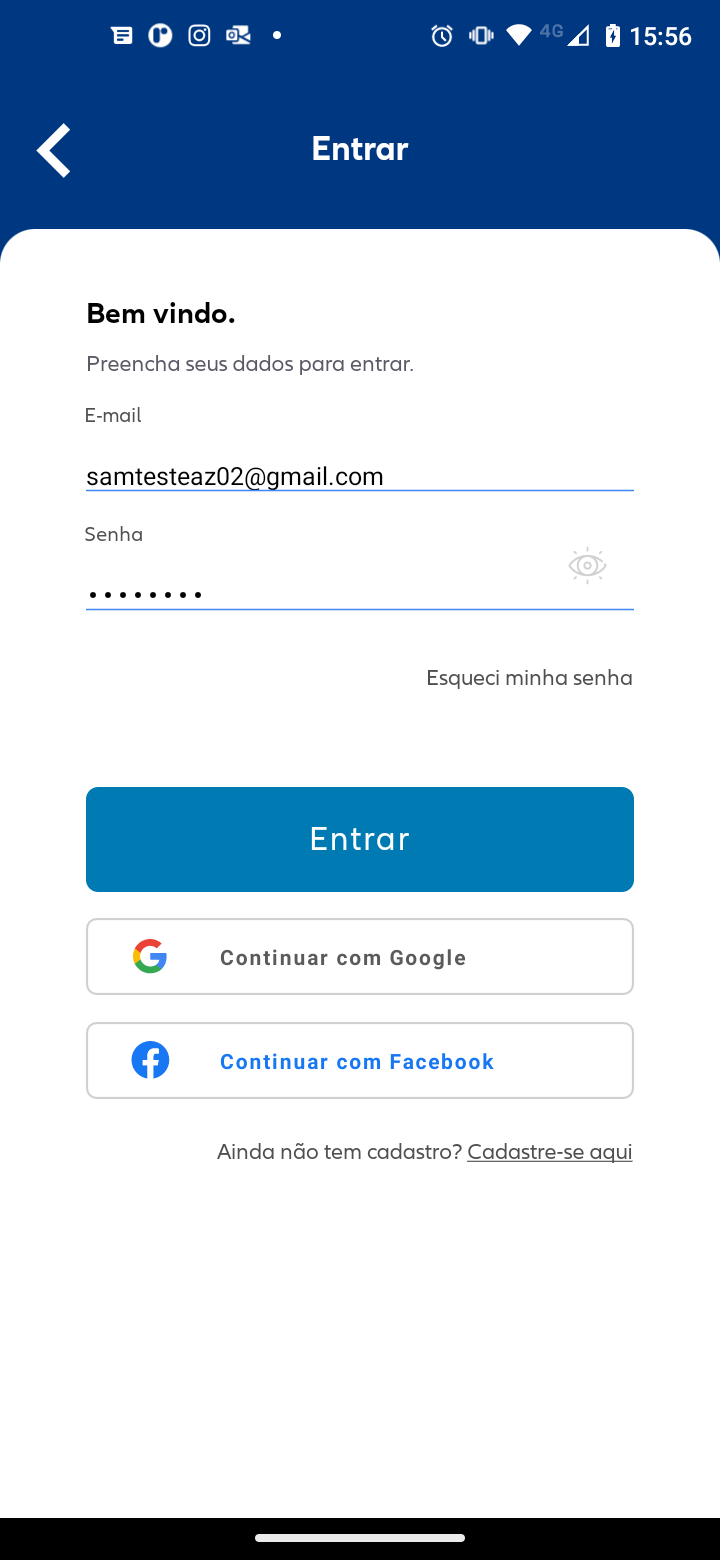 4G 15:56
Entrar
Bem vindo.
Preencha seus dados para entrar.
E-mail
samtesteaz02@gmail.com
Senha
••••••••
Esqueci minha senha
Entrar
Continuar com Google
Continuar com Facebook
Ainda não tem cadastro? Cadastre-se aqui